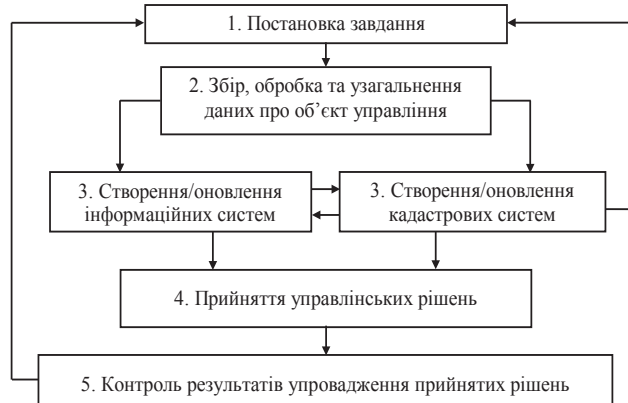 1. Постановка завдання
2. Збір, обробка та узагальнення
даних про об’єкт управління
3. Створення/оновлення
інформаційних систем
3. Створення/оновлення
кадастрових систем
4. Прийняття управлінських рішень
5. Контроль результатів упровадження прийнятих рішень